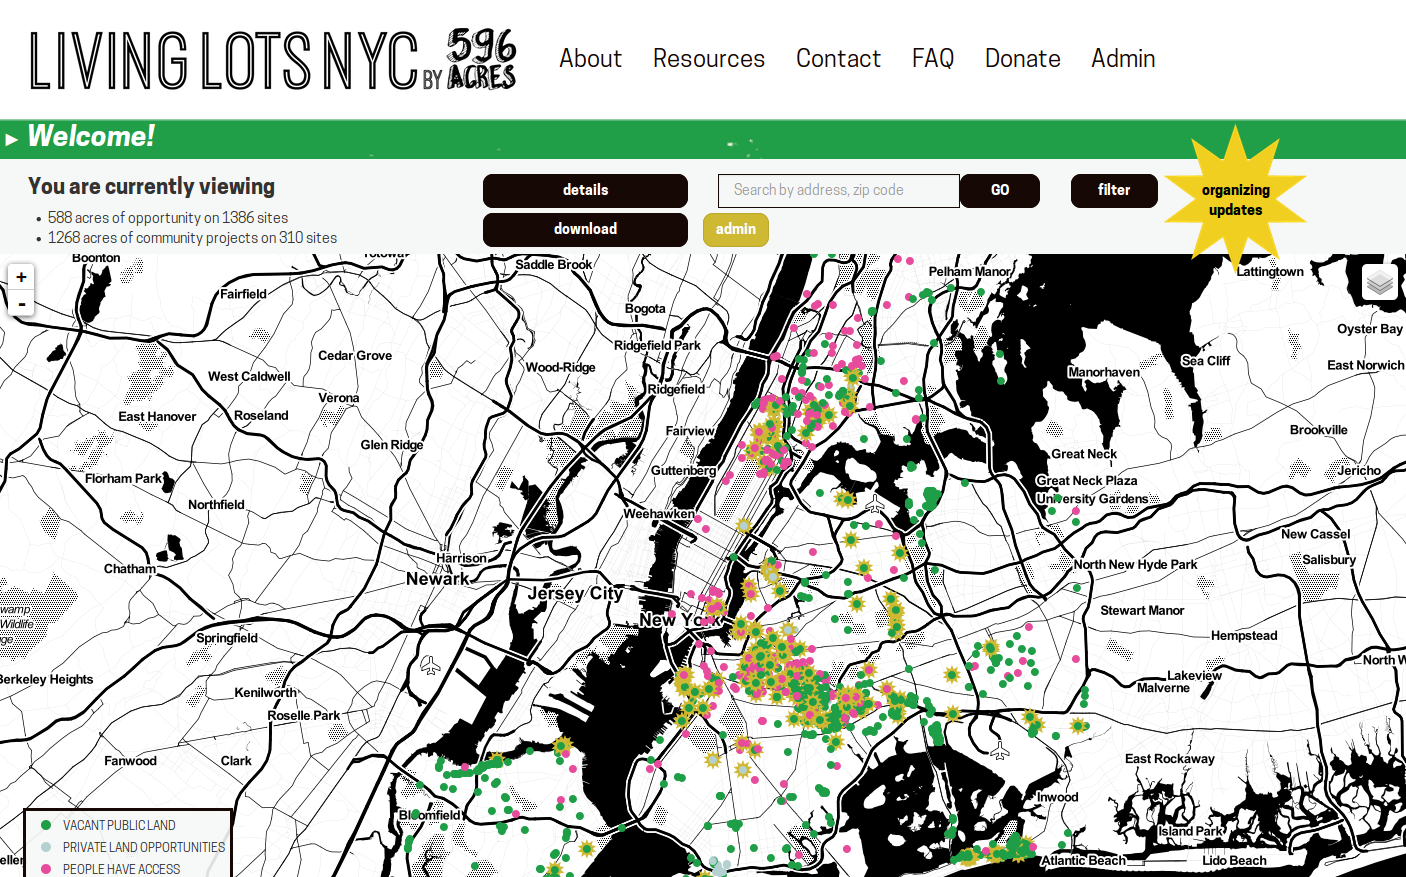 LIVING LOTS NYC BY 596 ACRES
About Resources Contact FAQ Donate Admin
▸ Welcome!
You are currently viewing
• 588 acres of opportunity on 1386 sites
• 1268 acres of community projects on 310 sites
details
download
admin
Search by address, zip code
GO
filter
organizing
updates
+
-
Boonton
Saddle Brook
Pelham Manor
Lattingtown
Fairfield
Bogota
Oyster Bay
Cedar Grove
Ridgefield Park
Sea Cliff
East Norwich
West Caldwell
Wood-Ridge
Manorhaven
Verona
Ridgefield
East Hanover
Roseland
Fairview
Brookville
Glen Ridge
Great Neck
Guttenberg
Jericho
Florham Park
Great Neck Plaza
University Gardens
Northfield
Weehawken
New Cassel
Harrison
Salisbury
Chatham
Newark
North New Hyde Park
Jersey City
Stewart Manor
New York
Wildlife
Springfield
Hempstead
North W
Berkeley Heights
Kenilworth
Lakeview
Malverne
Roselle Park
Fanwood
Clark
East Rockaway
Inwood
Bloomfield
Island Park
Atlantic Beach
Lido Beach
VACANT PUBLIC LAND
PRIVATE LAND OPPORTUNITIES
PEOPLE HAVE ACCESS